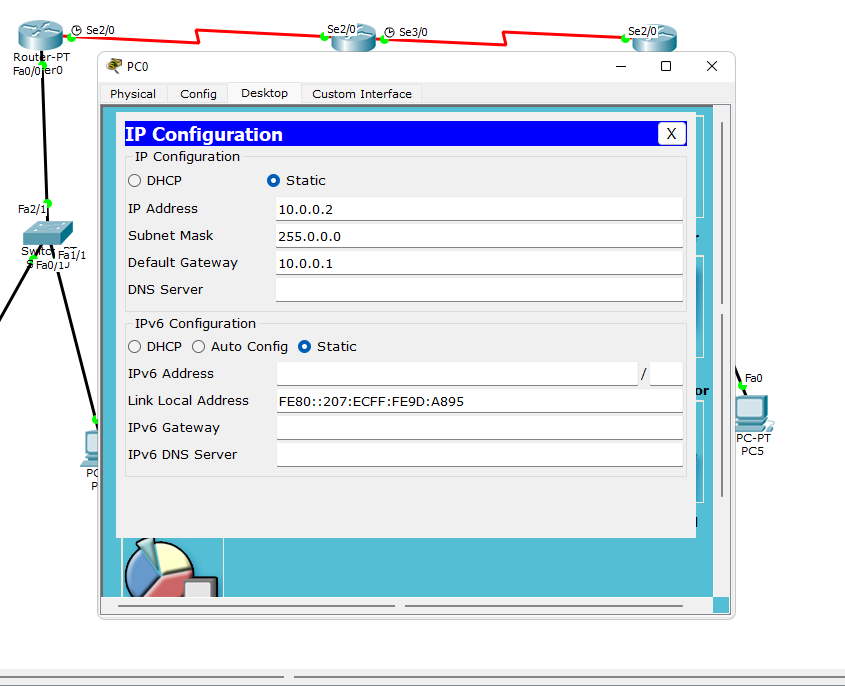 Se2/0
Se2/0
Se3/0
Se2/0
Router-PT
Fa0/0
er0
PC0
Physical
Config
Desktop
Custom Interface
IP Configuration
X
IP Configuration
DHCP
Static
IP Address
10.0.0.2
Subnet Mask
255.0.0.0
Default Gateway
10.0.0.1
DNS Server
IPv6 Configuration
DHCP
Auto Config
Static
IPv6 Address
/
Link Local Address
FE80::207:ECFF:FE9D:A895
IPv6 Gateway
IPv6 DNS Server
Fa2/1
Fa1/1
Fa0/1
or
Fa0
PC-PT
PC5